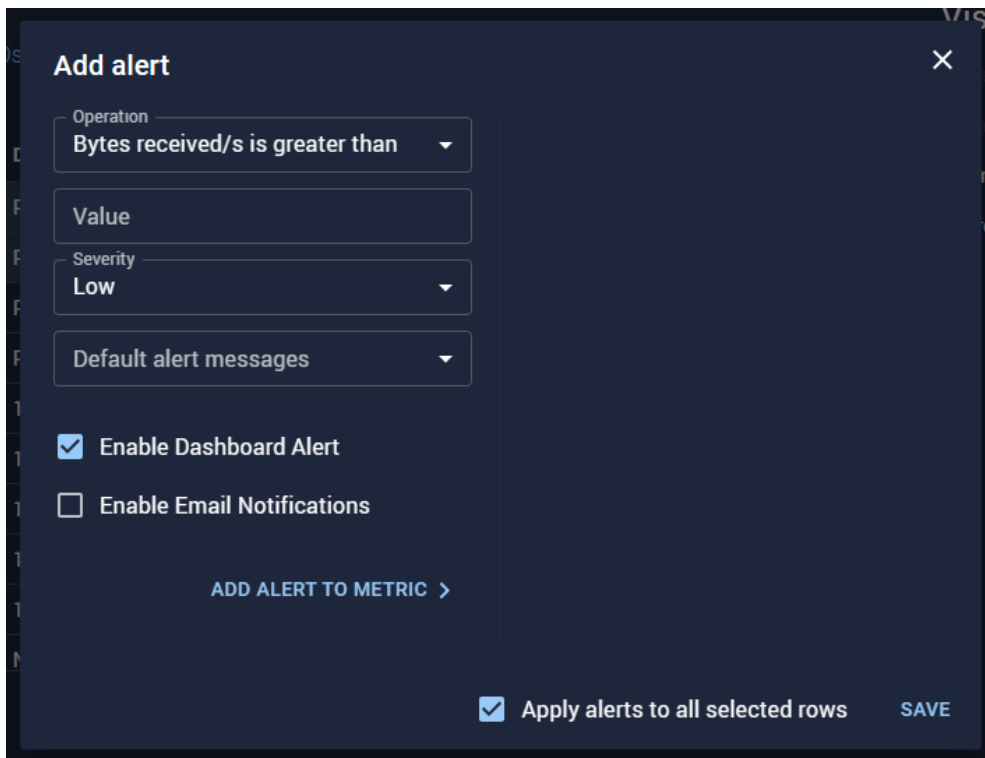 Add alert
Operation
Bytes received/s is greater than
Value
Severity
Low
Default alert messages
Enable Dashboard Alert
Enable Email Notifications
ADD ALERT TO METRIC
Apply alerts to all selected rows
SAVE